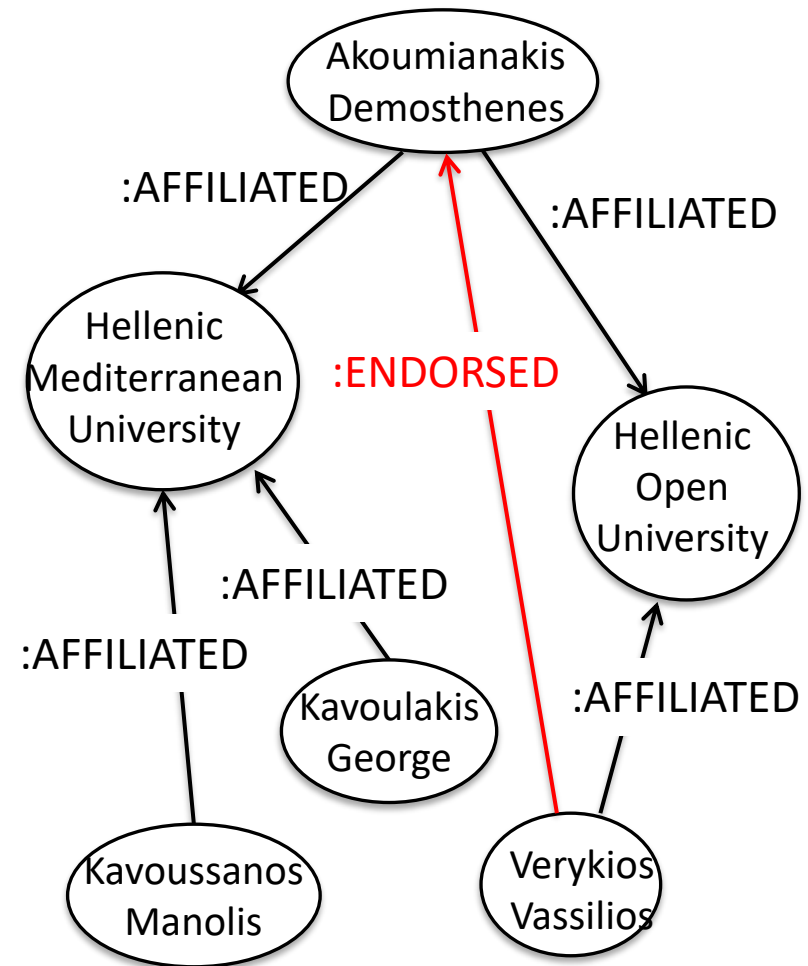 Akoumianakis
Demosthenes
:AFFILIATED
:AFFILIATED
Hellenic
Mediterranean
University
:ENDORSED
Hellenic
Open
University
:AFFILIATED
:AFFILIATED
:AFFILIATED
Kavoulakis
George
Kavoussanos
Manolis
Verykios
Vassilios